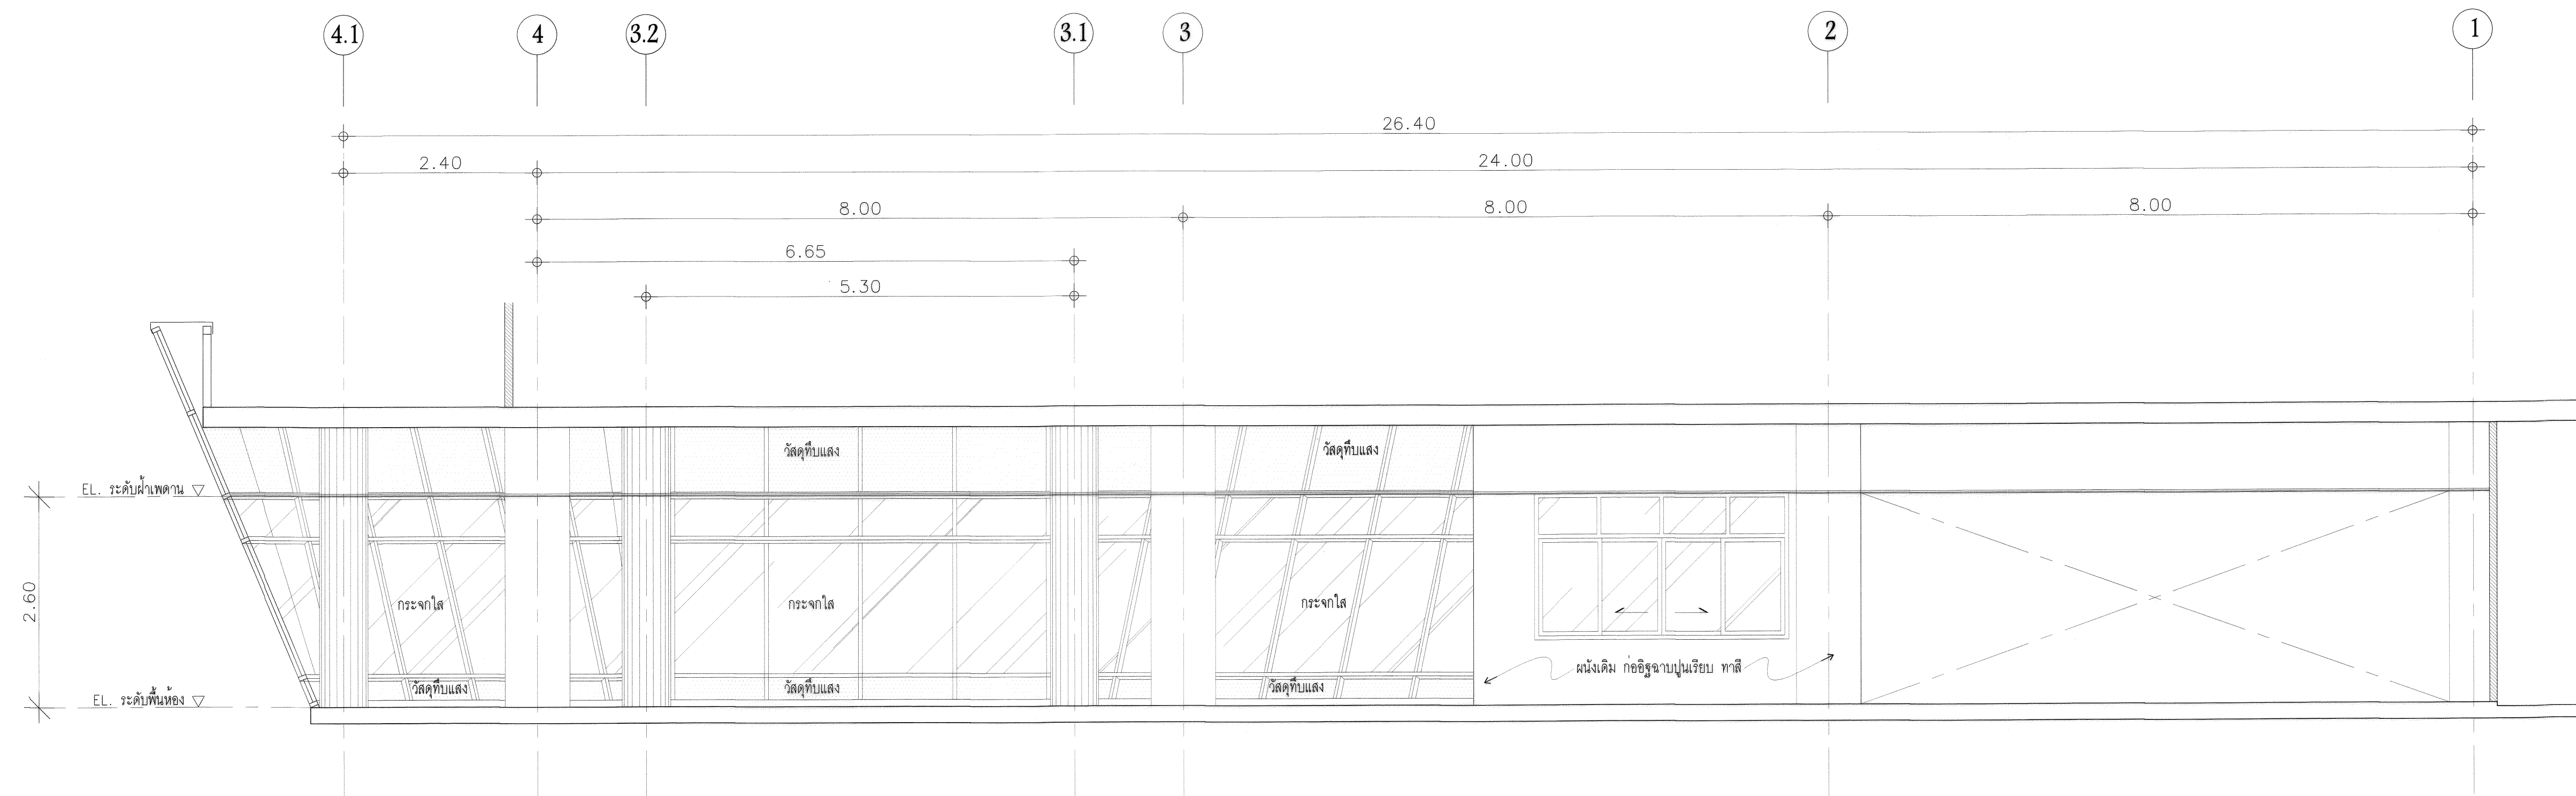 4.1 4 3.2 3.1 3 2 1
26.40
2.40 24.00
8.00 8.00 8.00
6.65
5.30
วัสดุทึบแสง วัสดุทึบแสง
EL. ระดับฝ้าเพดาน
2.60
กระจกใส กระจกใส กระจกใส
ผนังเดิม ก่ออิฐฉาบปูนเรียบ ทาสี
วัสดุทึบแสง วัสดุทึบแสง วัสดุทึบแสง
EL. ระดับพื้นห้อง